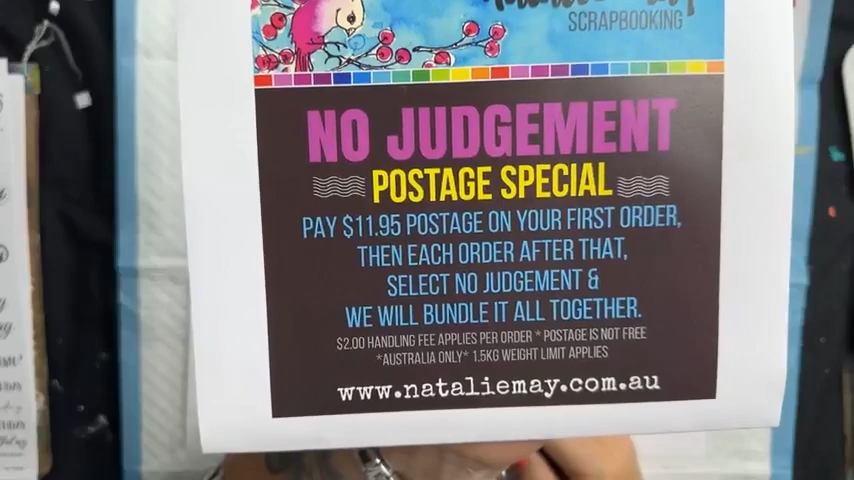 SCRAPBOOKING
NO JUDGEMENT
POSTAGE SPECIAL
PAY $11.95 POSTAGE ON YOUR FIRST ORDER,
THEN EACH ORDER AFTER THAT,
SELECT NO JUDGEMENT &
WE WILL BUNDLE IT ALL TOGETHER.
$2.00 HANDLING FEE APPLIES PER ORDER * POSTAGE IS NOT FREE
*AUSTRALIA ONLY* 1.5KG WEIGHT LIMIT APPLIES
www.nataliemay.com.au